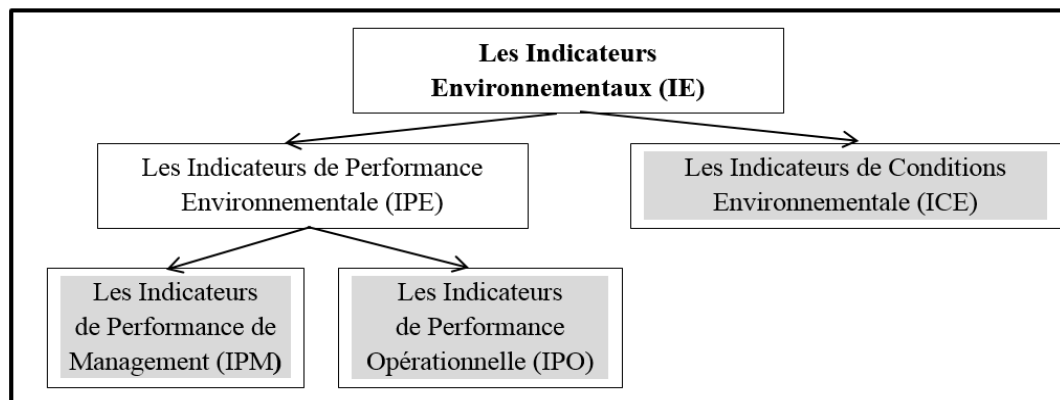 Les Indicateurs
Environnementaux (IE)
Les Indicateurs de Performance
Environnementale (IPE)
Les Indicateurs de Conditions
Environnementale (ICE)
Les Indicateurs
de Performance de
Management (IPM)
Les Indicateurs
de Performance
Opérationnelle (IPO)